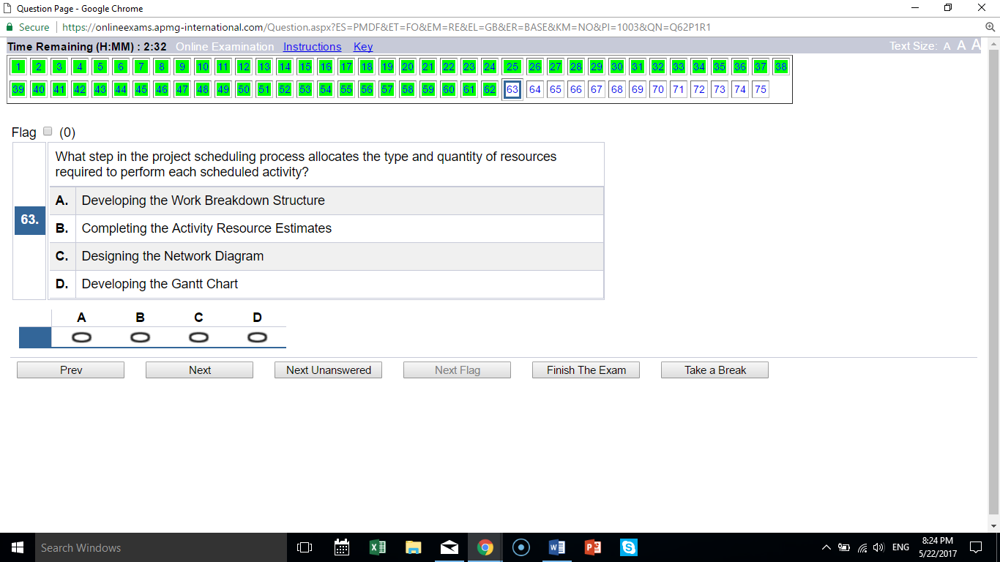 Question Page - Google Chrome
Secure https://onlineexams.apmg-international.com/Question.aspx?ES=PMDF&ET=FO&EM=RE&EL=GB&ER=BASE&KM=NO&PI=1003&QN=Q62P1R1
Time Remaining (H:MM) : 2:32 Online Examination Instructions Key Text Size: A A A
1 2 3 4 5 6 7 8 9 10 11 12 13 14 15 16 17 18 19 20 21 22 23 24 25 26 27 28 29 30 31 32 33 34 35 36 37 38
39 40 41 42 43 44 45 46 47 48 49 50 51 52 53 54 55 56 57 58 59 60 61 62 63 64 65 66 67 68 69 70 71 72 73 74 75
Flag (0)
63.
What step in the project scheduling process allocates the type and quantity of resources
required to perform each scheduled activity?
A. Developing the Work Breakdown Structure
B. Completing the Activity Resource Estimates
C. Designing the Network Diagram
D. Developing the Gantt Chart
A B C D
Prev Next Next Unanswered Next Flag Finish The Exam Take a Break
Search Windows
ENG
8:24 PM
5/22/2017